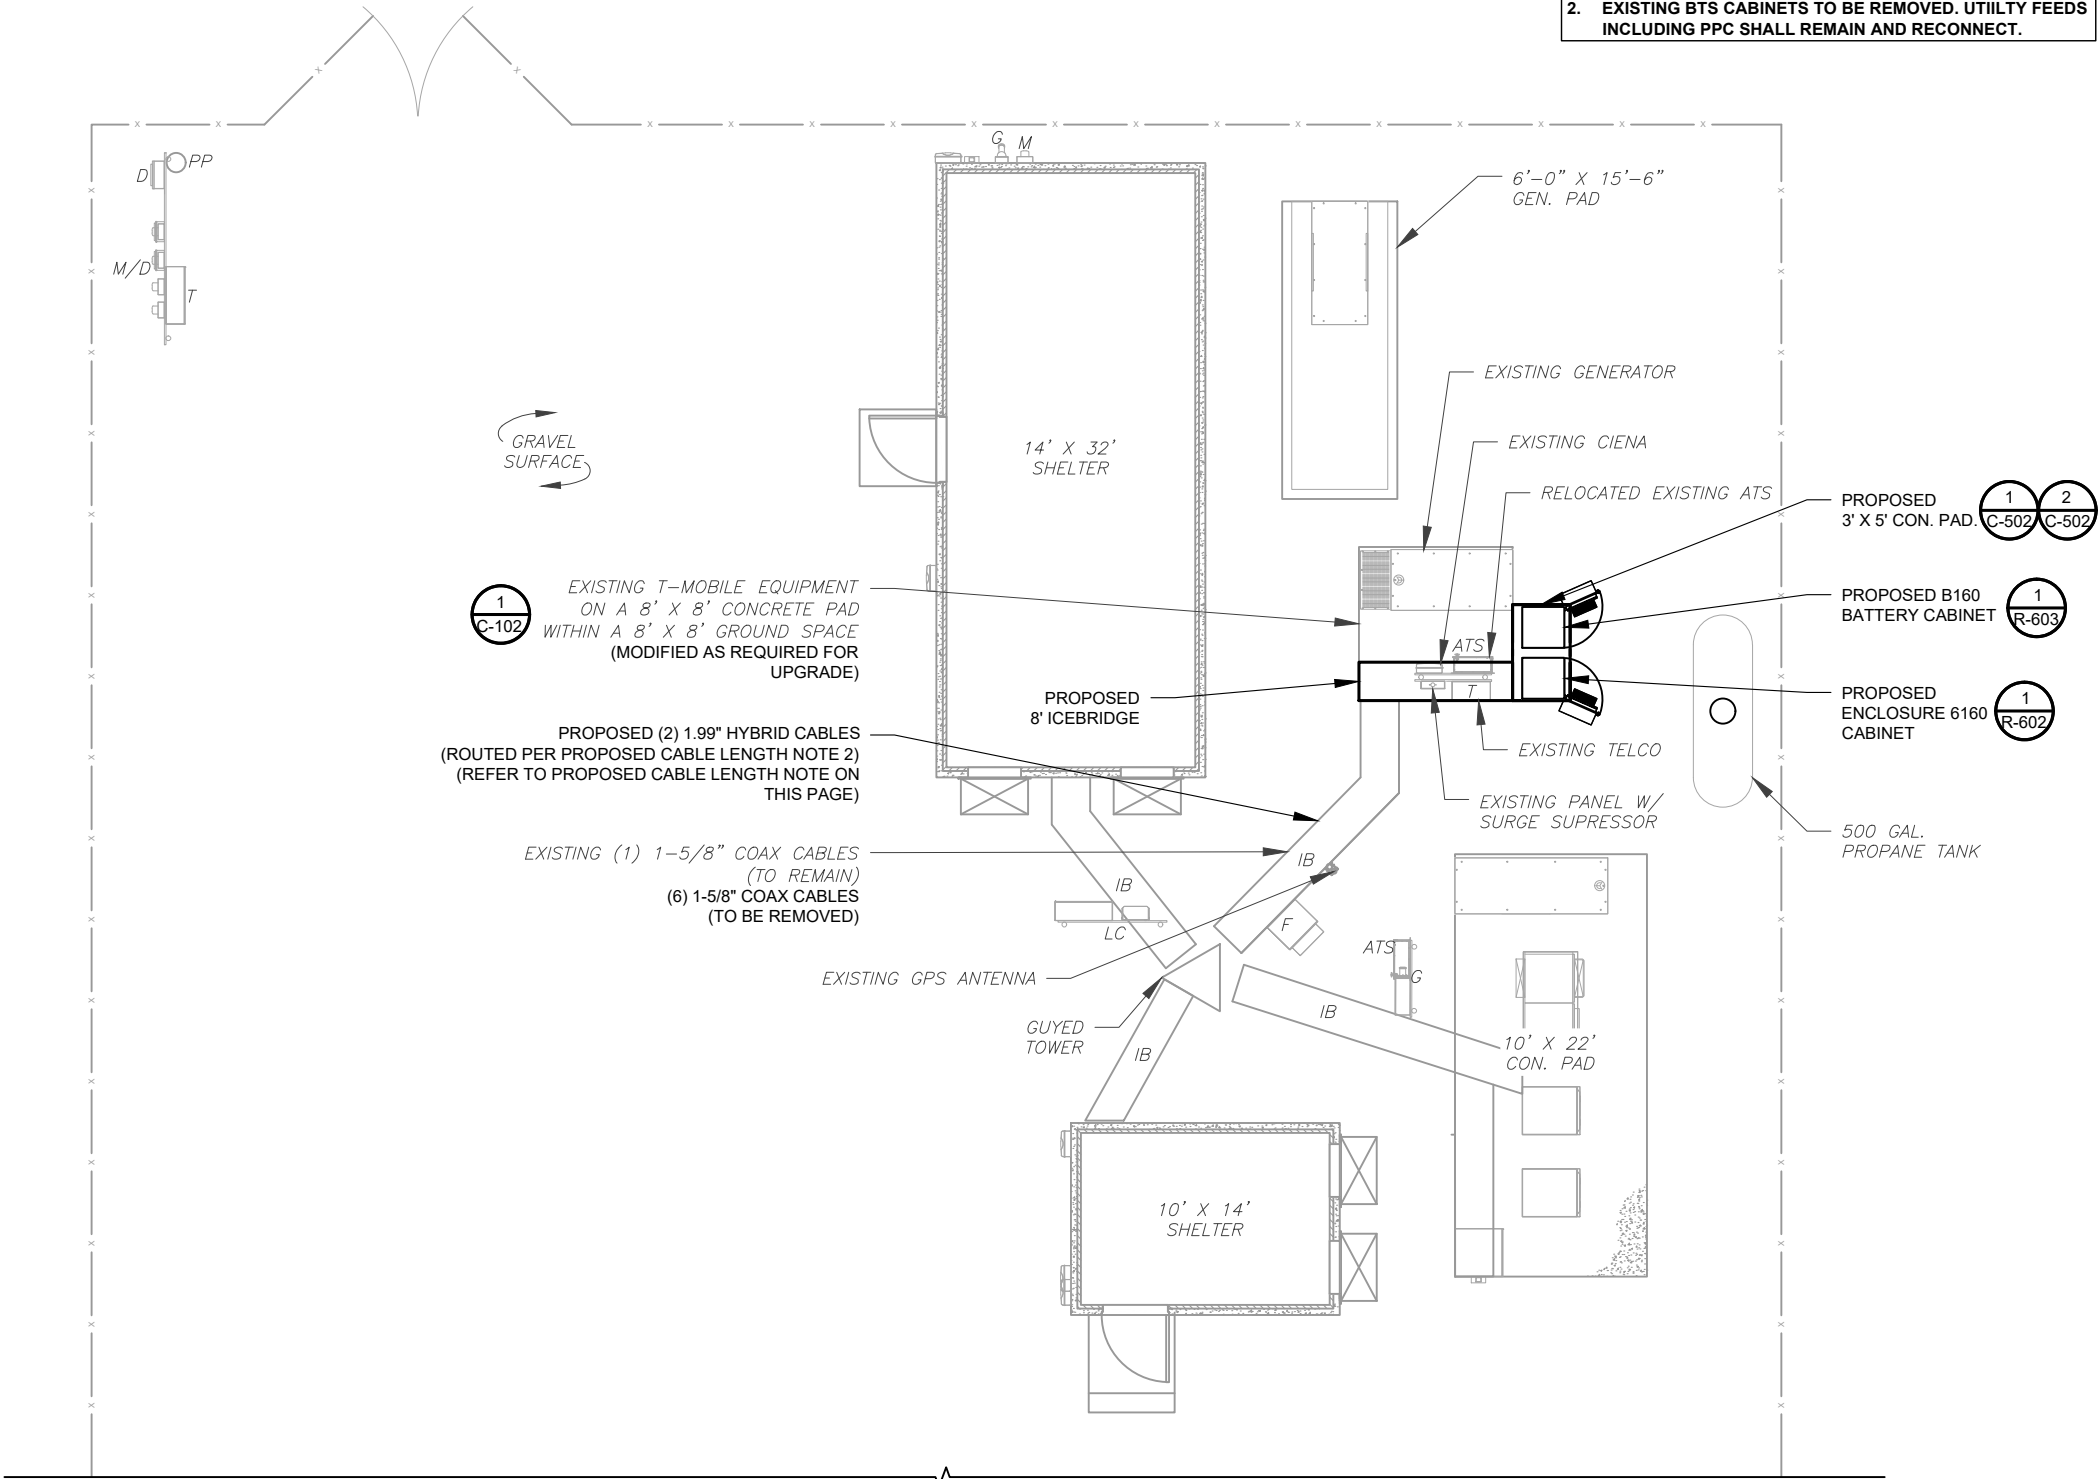 2. EXISTING BTS CABINETS TO BE REMOVED. UTIILTY FEEDS
INCLUDING PPC SHALL REMAIN AND RECONNECT.
D
PP
M/D
T
G
M
6'-0" X 15'-6"
GEN. PAD
EXISTING GENERATOR
EXISTING CIENA
RELOCATED EXISTING ATS
GRAVEL
SURFACE
14' X 32'
SHELTER
PROPOSED
3' X 5' CON. PAD.
1
C-502
2
C-502
1
C-102
EXISTING T-MOBILE EQUIPMENT
ON A 8' X 8' CONCRETE PAD
WITHIN A 8' X 8' GROUND SPACE
(MODIFIED AS REQUIRED FOR
UPGRADE)
PROPOSED B160
BATTERY CABINET
1
R-603
ATS
T
PROPOSED
8' ICEBRIDGE
PROPOSED
ENCLOSURE 6160
CABINET
1
R-602
PROPOSED (2) 1.99" HYBRID CABLES
(ROUTED PER PROPOSED CABLE LENGTH NOTE 2)
(REFER TO PROPOSED CABLE LENGTH NOTE ON
THIS PAGE)
EXISTING TELCO
EXISTING PANEL W/
SURGE SUPRESSOR
500 GAL.
PROPANE TANK
EXISTING (1) 1-5/8" COAX CABLES
(TO REMAIN)
(6) 1-5/8" COAX CABLES
(TO BE REMOVED)
IB
IB
LC
F
ATS
G
EXISTING GPS ANTENNA
GUYED
TOWER
IB
IB
10' X 22'
CON. PAD
10' X 14'
SHELTER